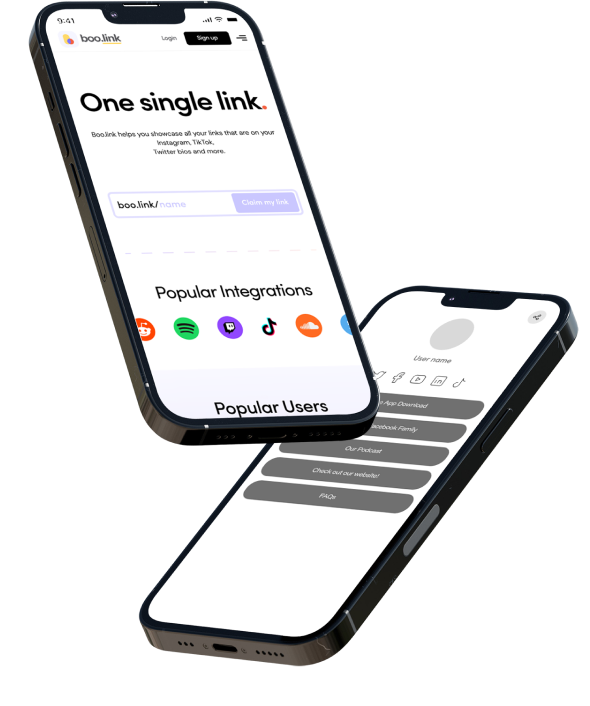 9:41
boo.link
Login
Sign up
One single link.
Boo.link helps you showcase all your links that are on your
Instagram, TikTok,
Twitter bios and more.
boo.link/name
Claim my link
Popular Integrations
Popular Users
User name
App Download
Facebook Family
Our Podcast
Check out our website!
FAQs